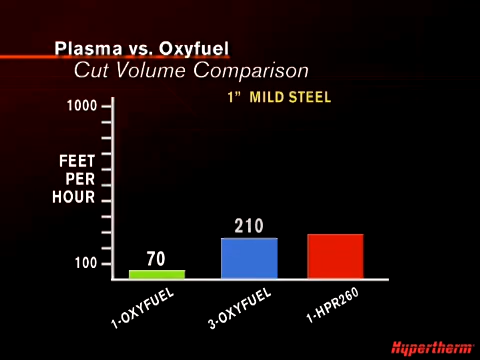 Plasma vs. Oxyfuel
Cut Volume Comparison
1” MILD STEEL
1000
FEET
PER
HOUR
100
70
210
1-OXYFUEL
3-OXYFUEL
1-HPR260
Hypertherm